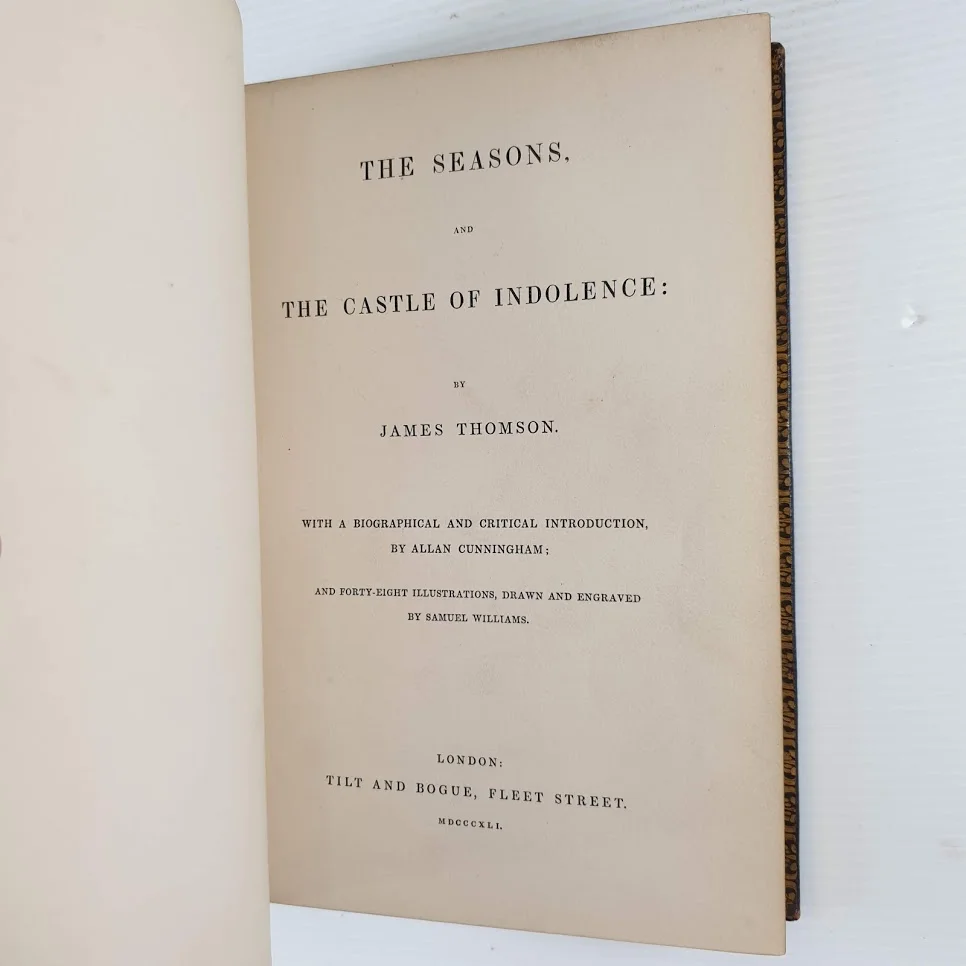 THE SEASONS,
AND
THE CASTLE OF INDOLENCE:
BY
JAMES THOMSON.
WITH A BIOGRAPHICAL AND CRITICAL INTRODUCTION,
BY ALLAN CUNNINGHAM;
AND FORTY-EIGHT ILLUSTRATIONS, DRAWN AND ENGRAVED
BY SAMUEL WILLIAMS.
LONDON:
TILT AND BOGUE, FLEET STREET.
MDCCCXLI.